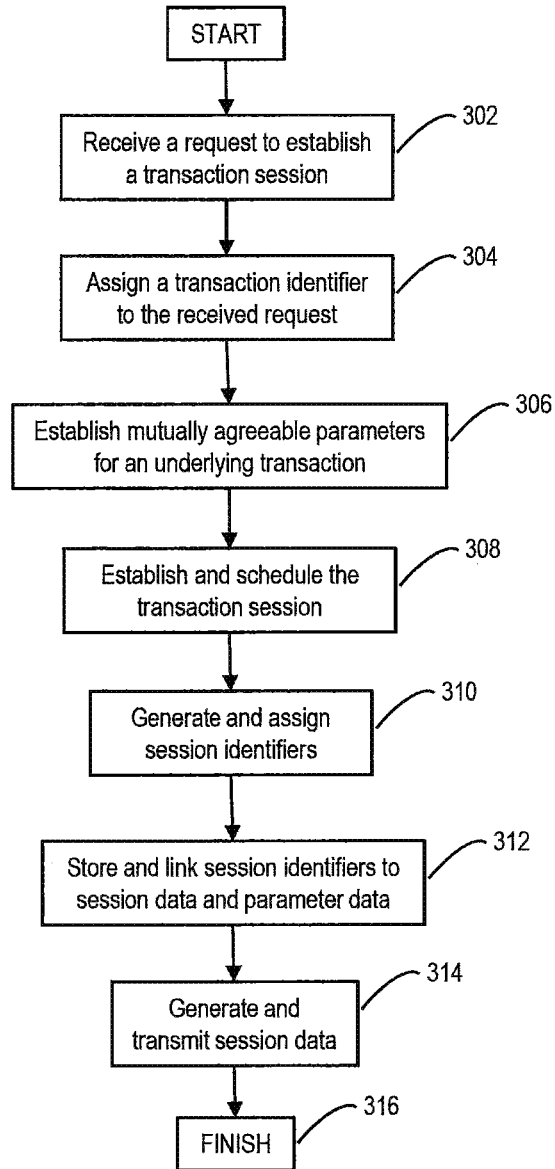 START
302
Receive a request to establish
a transaction session
304
Assign a transaction identifier
to the received request
306
Establish mutually agreeable parameters
for an underlying transaction
308
Establish and schedule the
transaction session
310
Generate and assign
session identifiers
312
Store and link session identifiers to
session data and parameter data
314
Generate and
transmit session data
316
FINISH